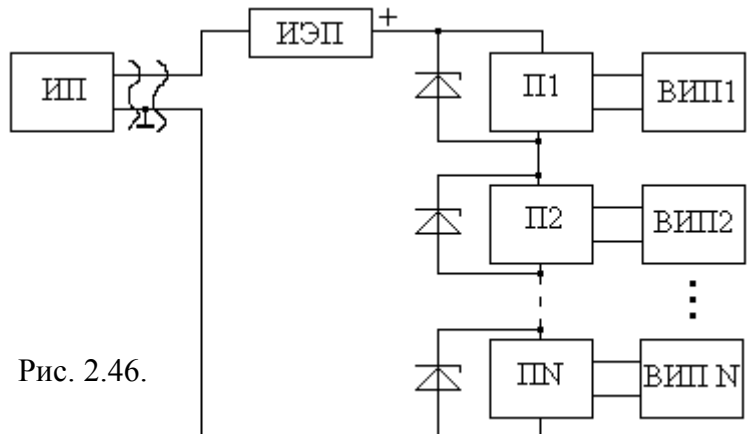 ИЭП
+
ИП
П1
ВИП1
П2
ВИП2
ПN
ВИП N
Рис. 2.46.